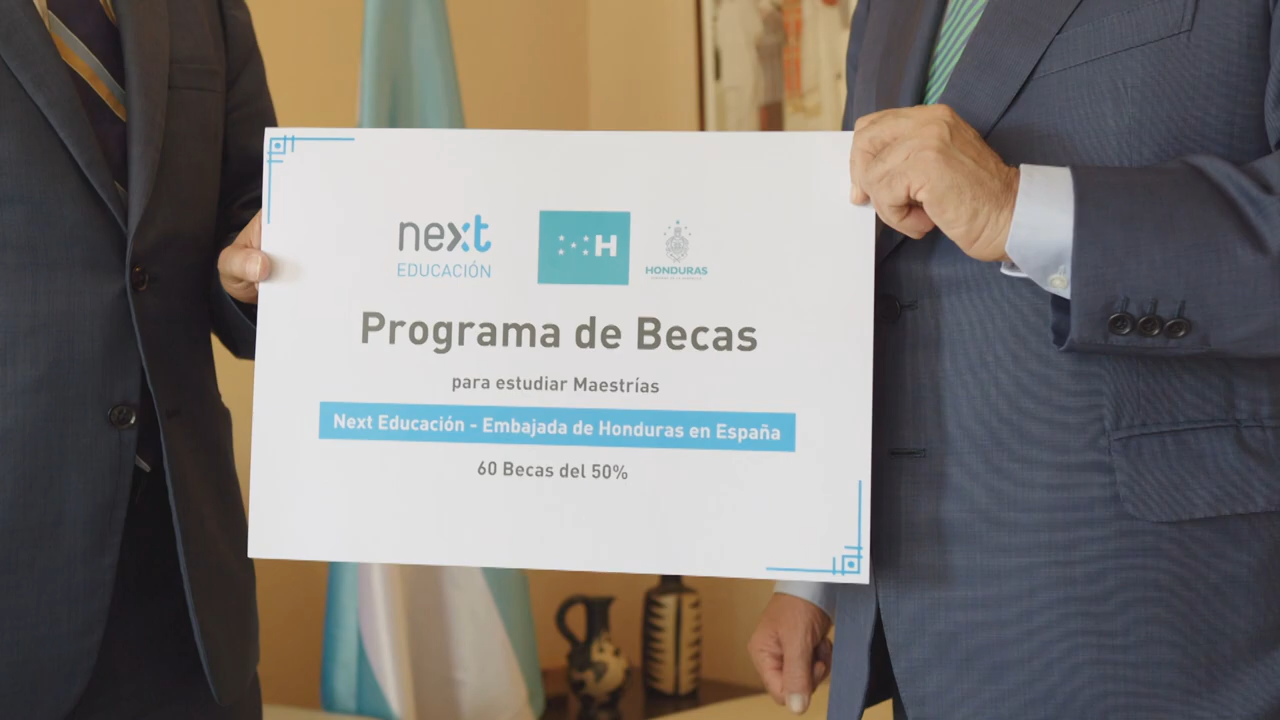 next
EDUCACIÓN
H
HONDURAS
Programa de Becas
para estudiar Maestrías
Next Educación - Embajada de Honduras en España
60 Becas del 50%